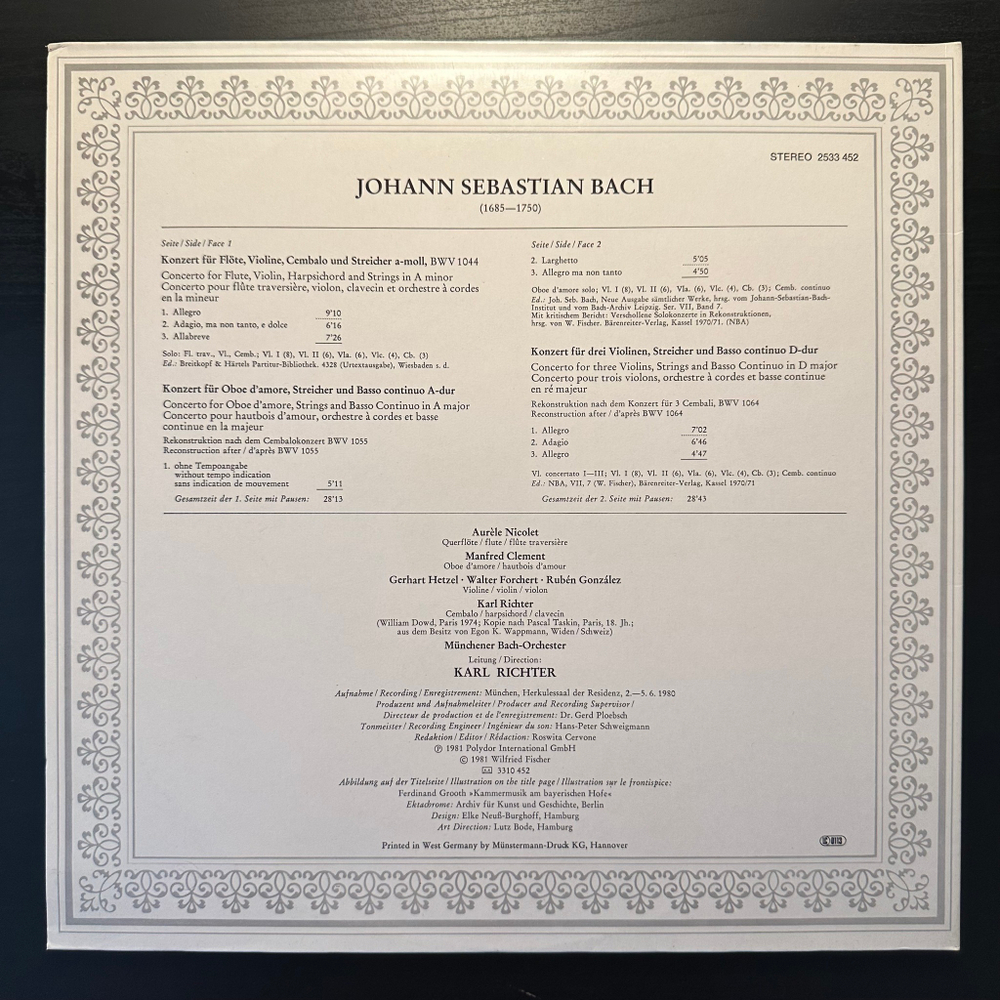 STEREO 2533 452
JOHANN SEBASTIAN BACH
(1685—1750)
Seite / Side / Face 1
Konzert für Flöte, Violine, Cembalo und Streicher a-moll, BWV 1044
Concerto for Flute, Violin, Harpsichord and Strings in A minor
Concerto pour flûte traversière, violon, clavecin et orchestre à cordes
en la mineur
1. Allegro 9'10
2. Adagio, ma non tanto, e dolce 6'16
3. Allabreve 7'26
Solo: Fl. trav., Vl., Cemb.; Vl. I (8), Vl. II (6), Vla. (6), Vlc. (4), Cb. (3)
Ed.: Breitkopf & Härtels Partitur-Bibliothek. 4328 (Urtextausgabe), Wiesbaden s. d.
Konzert für Oboe d'amore, Streicher und Basso continuo A-dur
Concerto for Oboe d'amore, Strings and Basso Continuo in A major
Concerto pour hautbois d'amour, orchestre à cordes et basse
continue en la majeur
Rekonstruktion nach dem Cembalokonzert BWV 1055
Reconstruction after / d'après BWV 1055
1. ohne Tempoangabe
without tempo indication
sans indication de mouvement 5'11
Gesamtzeit der 1. Seite mit Pausen: 28'13
Seite / Side / Face 2
2. Larghetto 5'05
3. Allegro ma non tanto 4'50
Oboe d'amore solo; Vl. I (8), Vl. II (6), Vla. (6), Vlc. (4), Cb. (3); Cemb. continuo
Ed.: Joh. Seb. Bach, Neue Ausgabe sämtlicher Werke, hrsg. vom Johann-Sebastian-Bach-
Institut und vom Bach-Archiv Leipzig. Ser. VII, Band 7.
Mit kritischem Bericht: Verschollene Solokonzerte in Rekonstruktionen,
hrsg. von W. Fischer. Bärenreiter-Verlag, Kassel 1970/71. (NBA)
Konzert für drei Violinen, Streicher und Basso continuo D-dur
Concerto for three Violins, Strings and Basso Continuo in D major
Concerto pour trois violons, orchestre à cordes et basse continue
en ré majeur
Rekonstruktion nach dem Konzert für 3 Cembali, BWV 1064
Reconstruction after / d'après BWV 1064
1. Allegro 7'02
2. Adagio 6'46
3. Allegro 4'47
Vl. concertato I—III; Vl. I (8), Vl. II (6), Vla. (6), Vlc. (4), Cb. (3); Cemb. continuo
Ed.: NBA, VII, 7 (W. Fischer), Bärenreiter-Verlag, Kassel 1970/71
Gesamtzeit der 2. Seite mit Pausen: 28'43
Aurèle Nicolet
Querflöte / flute / flûte traversière
Manfred Clement
Oboe d'amore / hautbois d'amour
Gerhart Hetzel · Walter Forchert · Rubén González
Violine / violin / violon
Karl Richter
Cembalo / harpsichord / clavecin
(William Dowd, Paris 1974; Kopie nach Pascal Taskin, Paris, 18. Jh.;
aus dem Besitz von Egon K. Wappmann, Widen / Schweiz)
Münchener Bach-Orchester
Leitung / Direction:
KARL RICHTER
Aufnahme / Recording / Enregistrement: München, Herkulessaal der Residenz, 2.—5. 6. 1980
Produzent und Aufnahmeleiter / Producer and Recording Supervisor /
Directeur de production et de l'enregistrement: Dr. Gerd Ploebsch
Tonmeister / Recording Engineer / Ingénieur du son: Hans-Peter Schweigmann
Redaktion / Editor / Rédaction: Roswita Cervone
℗ 1981 Polydor International GmbH
© 1981 Wilfried Fischer
3310 452
Abbildung auf der Titelseite / Illustration on the title page / Illustration sur le frontispice:
Ferdinand Grooth »Kammermusik am bayerischen Hofe«
Ektachrome: Archiv für Kunst und Geschichte, Berlin
Design: Elke Neuß-Burghoff, Hamburg
Art Direction: Lutz Bode, Hamburg
Printed in West Germany by Münstermann-Druck KG, Hannover
0112